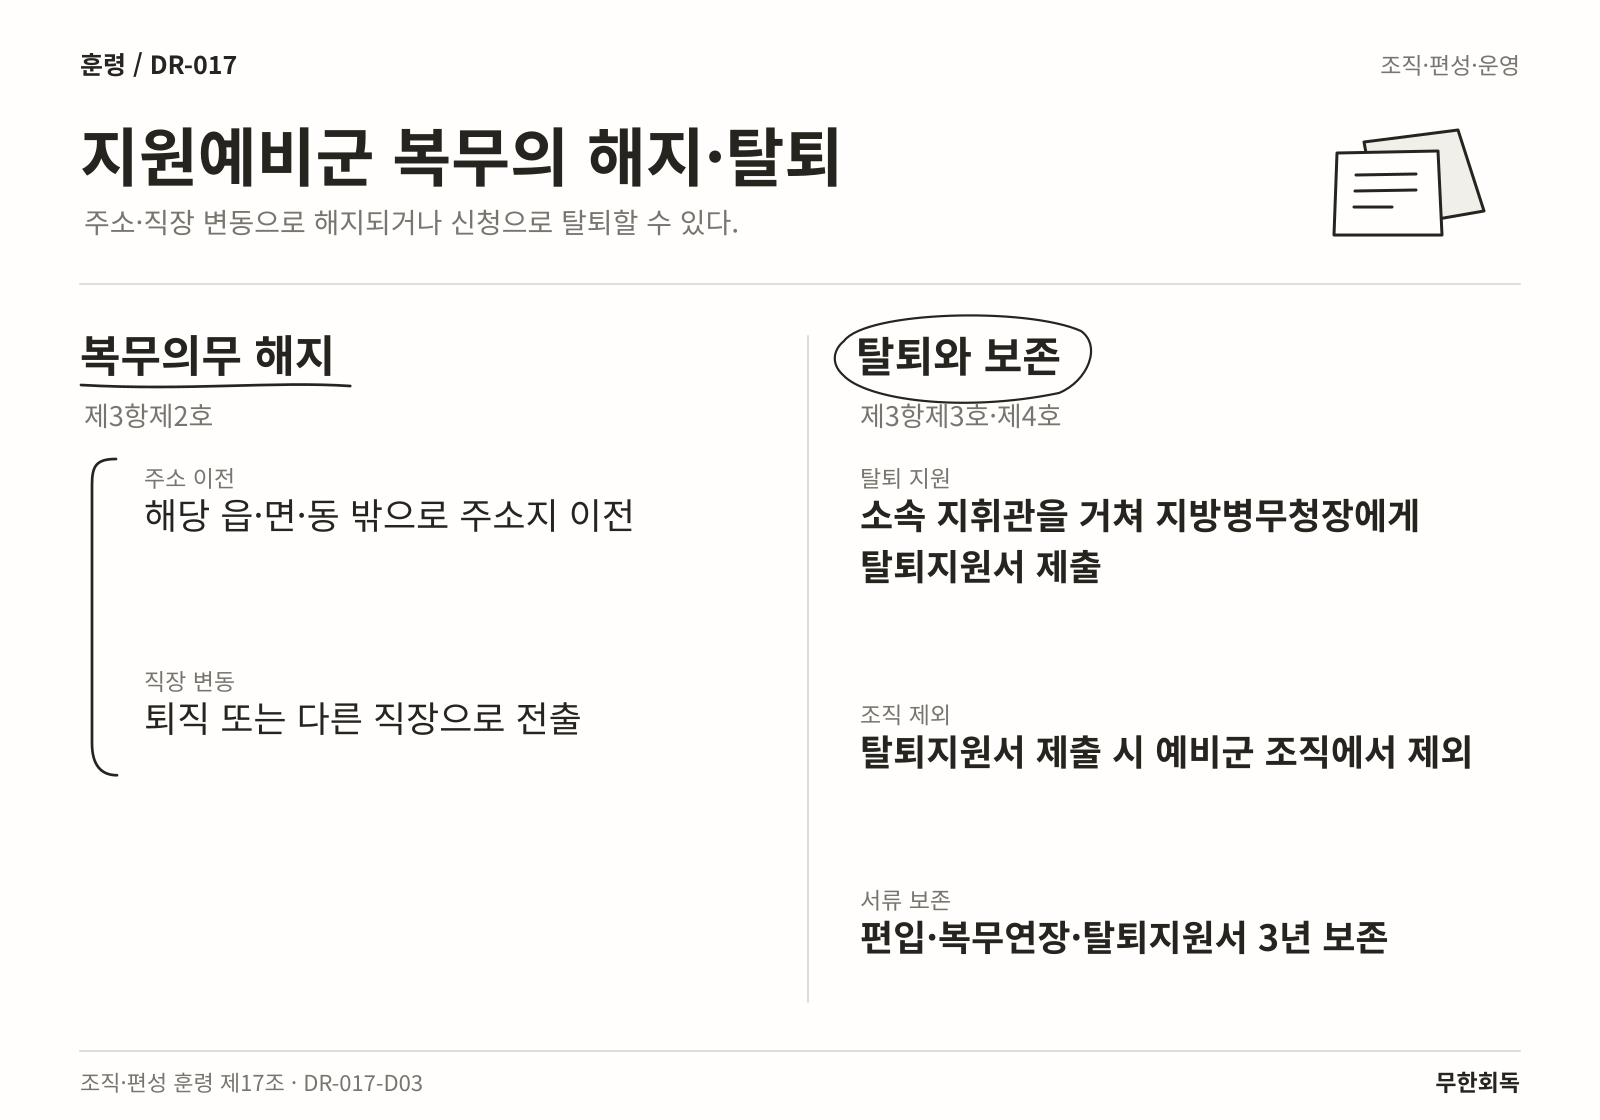 훈령 / DR-017
조직·편성·운영
지원예비군 복무의 해지·탈퇴
주소·직장 변동으로 해지되거나 신청으로 탈퇴할 수 있다.
복무의무 해지
제3항제2호
주소 이전
해당 읍·면·동 밖으로 주소지 이전
직장 변동
퇴직 또는 다른 직장으로 전출
탈퇴와 보존
제3항제3호·제4호
탈퇴 지원
소속 지휘관을 거쳐 지방병무청장에게
탈퇴지원서 제출
조직 제외
탈퇴지원서 제출 시 예비군 조직에서 제외
서류 보존
편입·복무연장·탈퇴지원서 3년 보존
조직·편성 훈령 제17조 · DR-017-D03
무한회독